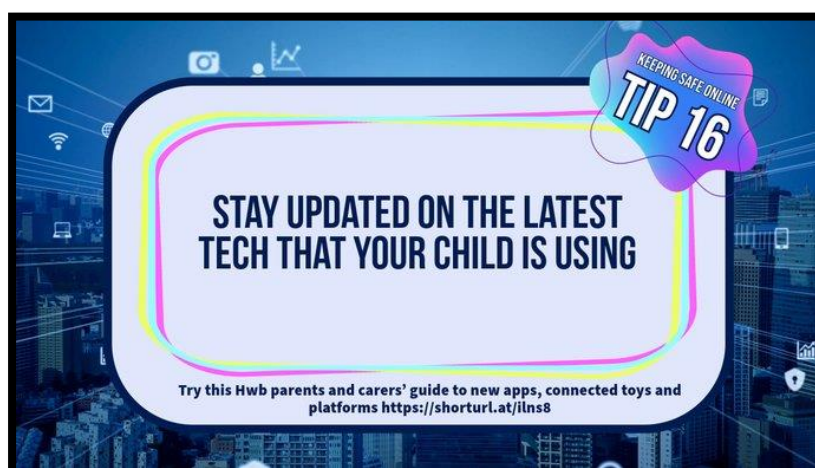 KEEPING SAFE ONLINE
TIP 16
STAY UPDATED ON THE LATEST
TECH THAT YOUR CHILD IS USING
Try this Hwb parents and carers’ guide to new apps, connected toys and
platforms https://shorturl.at/ilns8